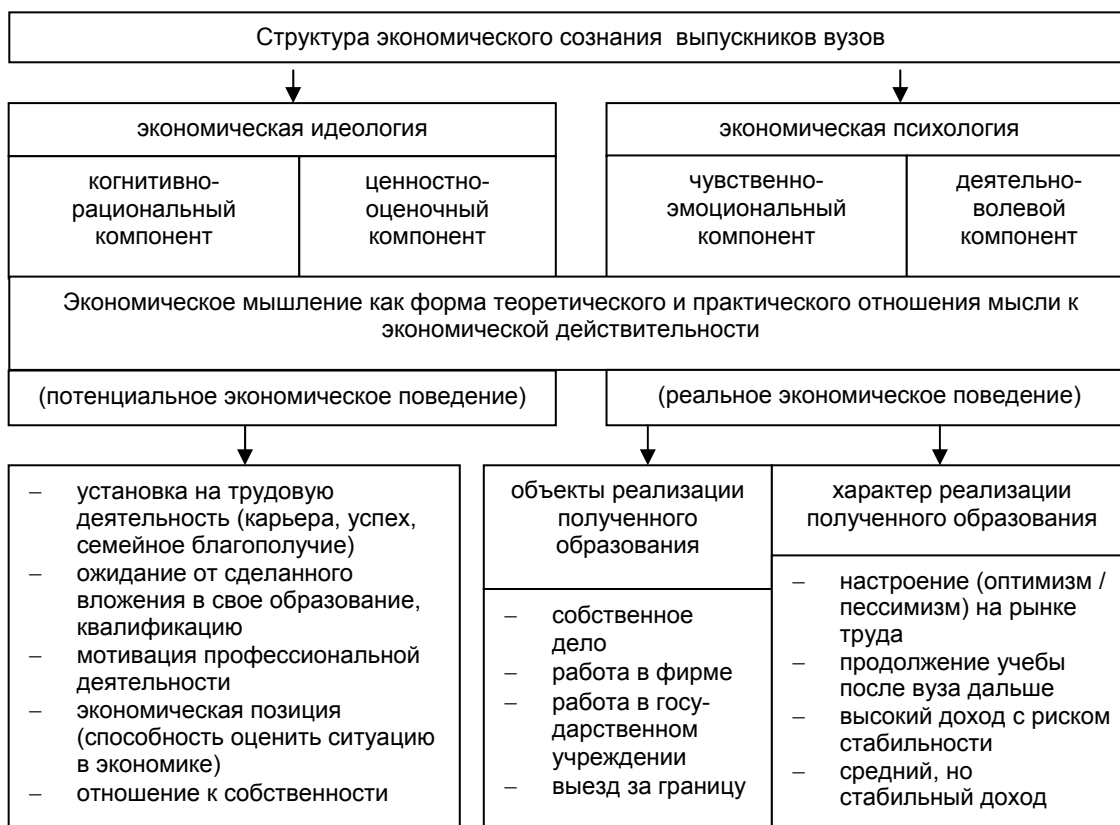 Структура экономического сознания выпускников вузов
экономическая идеология
экономическая психология
когнитивно-
рациональный
компонент
ценностно-
оценочный
компонент
чувственно-
эмоциональный
компонент
деятельно-
волевой
компонент
Экономическое мышление как форма теоретического и практического отношения мысли к
экономической действительности
(потенциальное экономическое поведение)
(реальное экономическое поведение)
– установка на трудовую
деятельность (карьера, успех,
семейное благополучие)
– ожидание от сделанного
вложения в свое образование,
квалификацию
– мотивация профессиональной
деятельности
– экономическая позиция
(способность оценить ситуацию
в экономике)
– отношение к собственности
объекты реализации
полученного
образования
– собственное
дело
– работа в фирме
– работа в госу-
дарственном
учреждении
– выезд за границу
характер реализации
полученного образования
– настроение (оптимизм /
пессимизм) на рынке
труда
– продолжение учебы
после вуза дальше
– высокий доход с риском
стабильности
– средний, но
стабильный доход